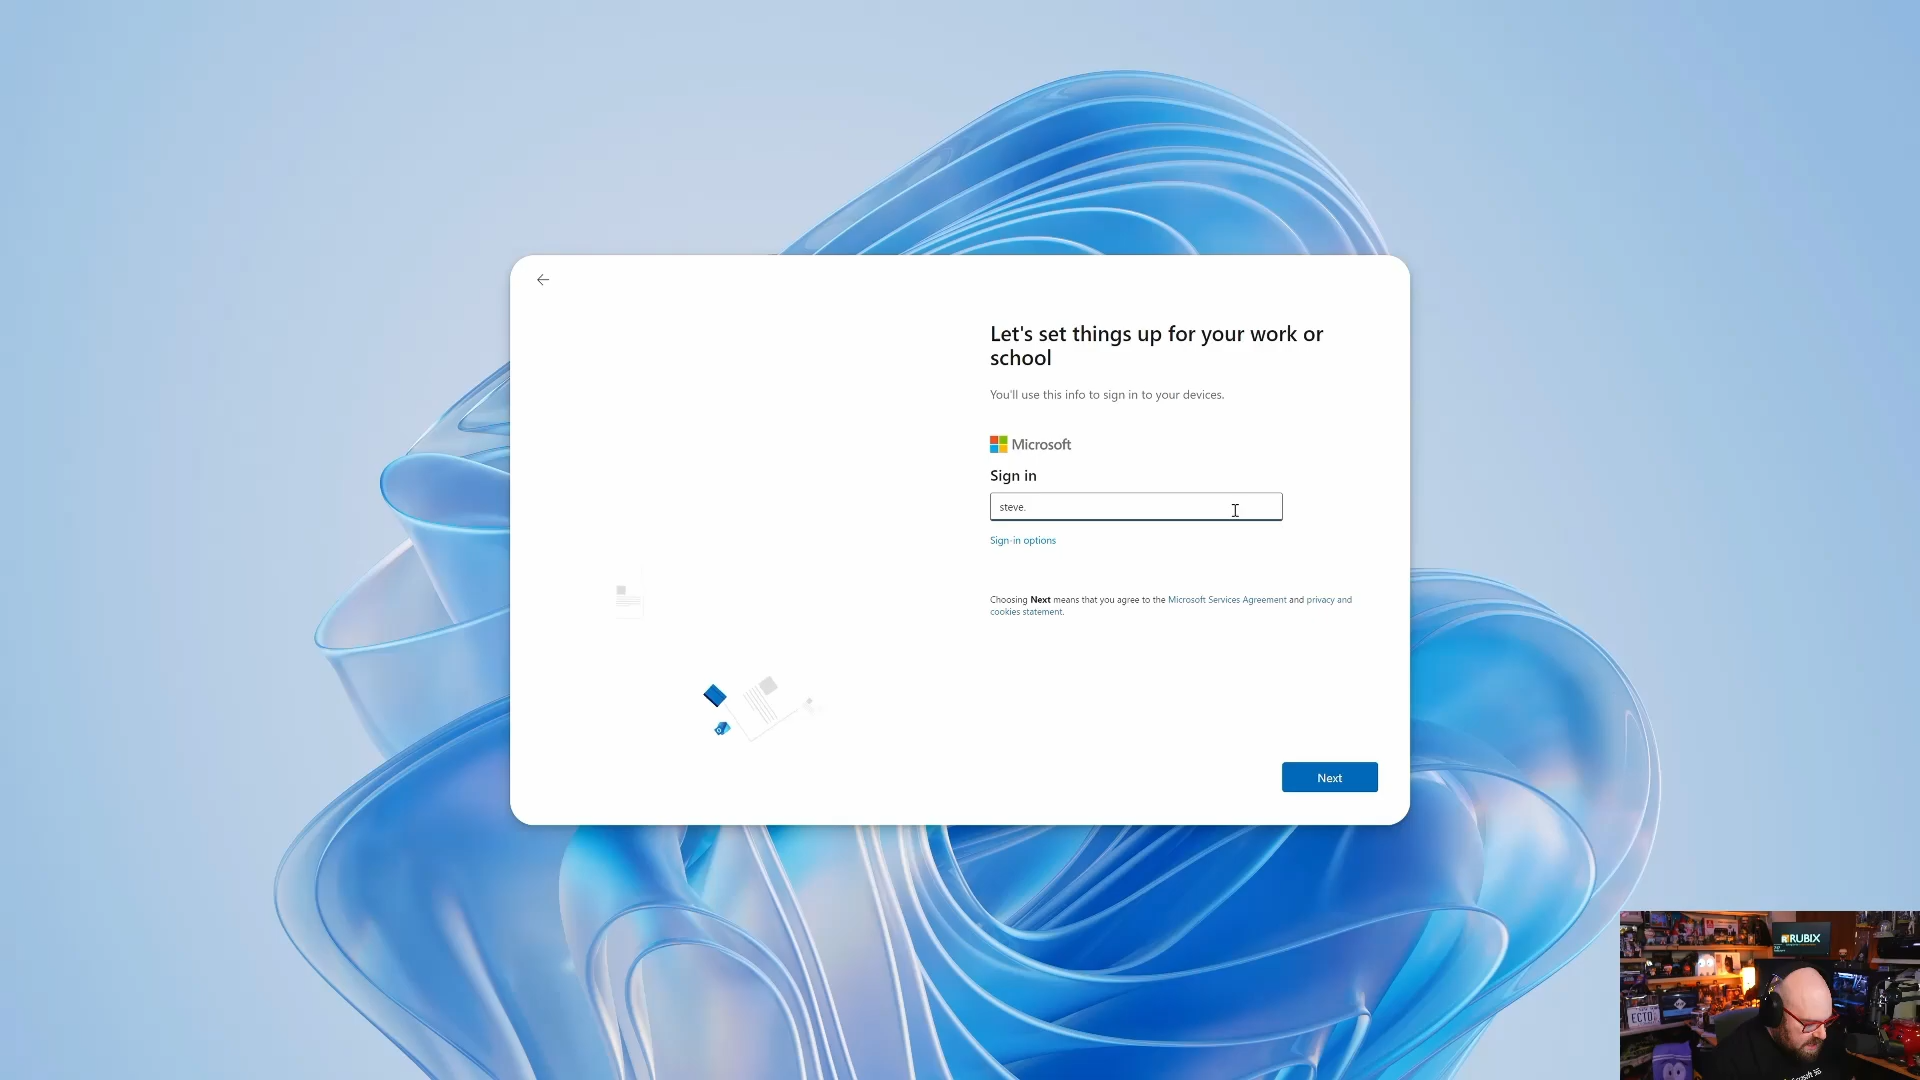 Let's set things up for your work or
school
You'll use this info to sign in to your devices.
Microsoft
Sign in
steve.
Sign-in options
Choosing Next means that you agree to the Microsoft Services Agreement and privacy and
cookies statement.
Next
RUBIX
ECTO